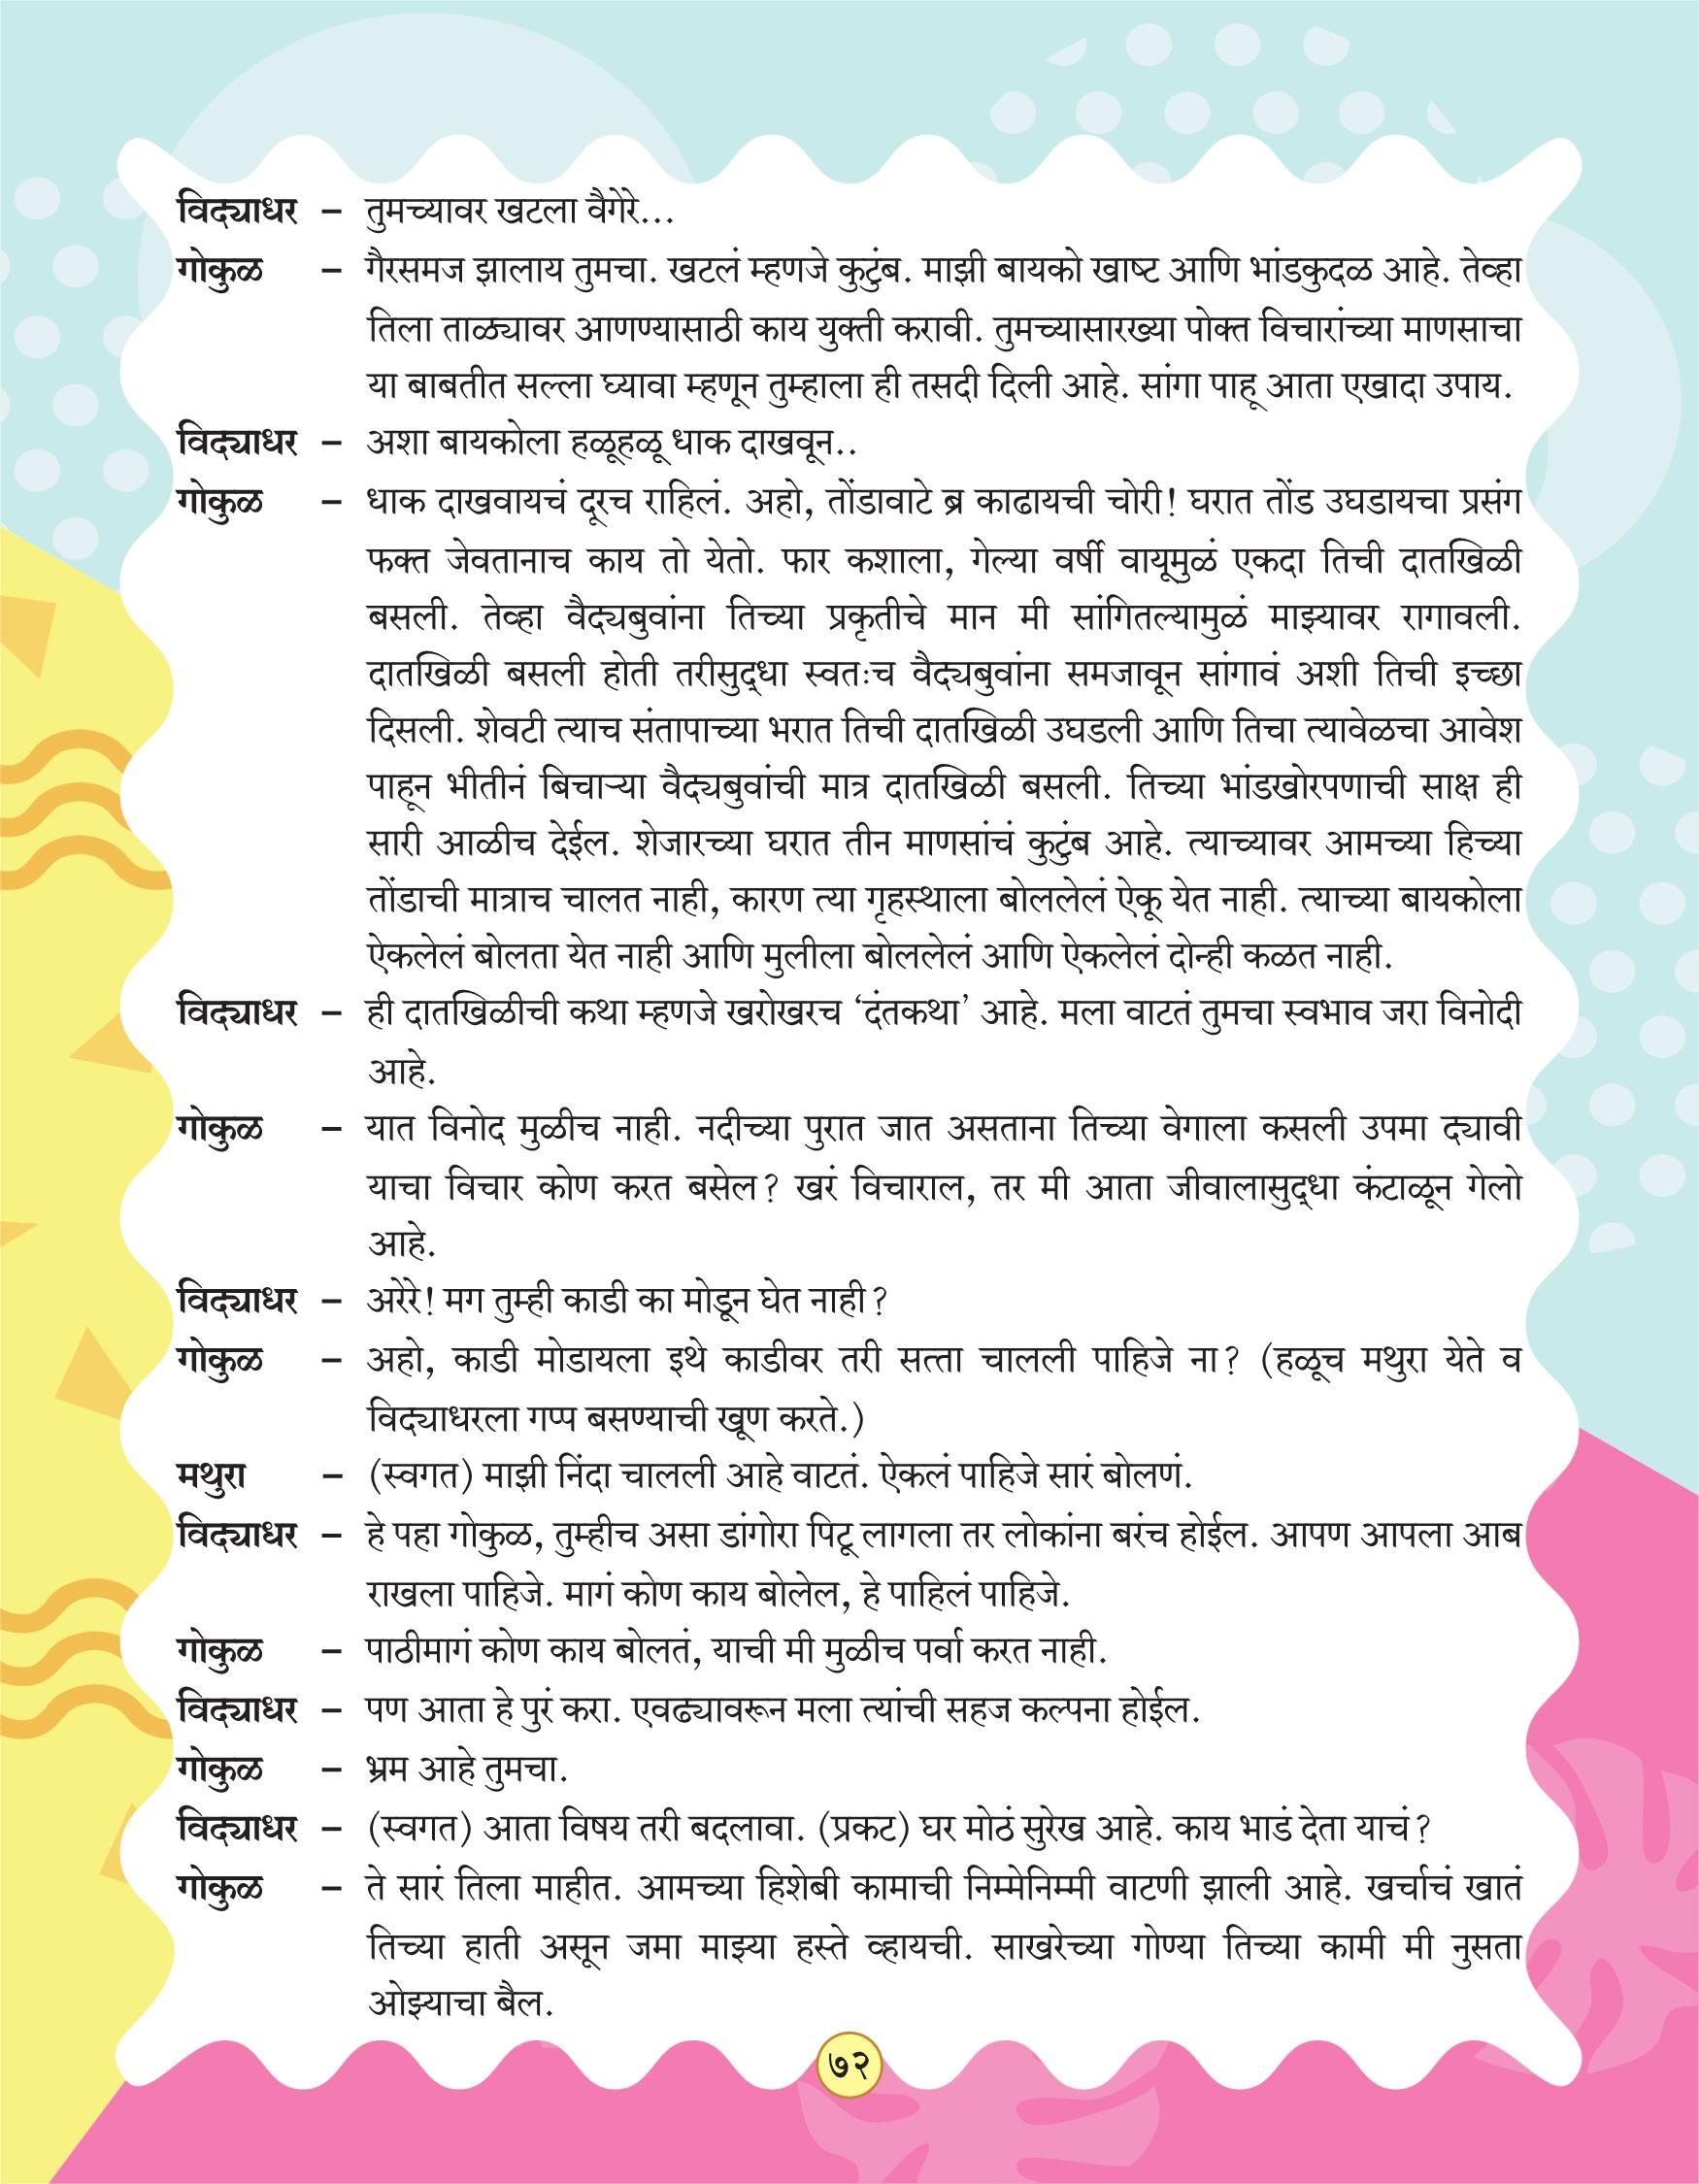 विद्याधर – तुमच्यावर खटला वैगेरे...
गोकुळ – गैरसमज झालाय तुमचा. खटलं म्हणजे कुटुंब. माझी बायको खाष्ट आणि भांडकुदळ आहे. तेव्हा
तिला ताळ्यावर आणण्यासाठी काय युक्ती करावी. तुमच्यासारख्या पोक्त विचारांच्या माणसाचा
या बाबतीत सल्ला घ्यावा म्हणून तुम्हाला ही तसदी दिली आहे. सांगा पाहू आता एखादा उपाय.
विद्याधर – अशा बायकोला हळूहळू धाक दाखवून..
गोकुळ – धाक दाखवायचं दूरच राहिलं. अहो, तोंडावाटे ब्र काढायची चोरी! घरात तोंड उघडायचा प्रसंग
फक्त जेवतानाच काय तो येतो. फार कशाला, गेल्या वर्षी वायूमुळं एकदा तिची दातखिळी
बसली. तेव्हा वैद्यबुवांना तिच्या प्रकृतीचे मान मी सांगितल्यामुळं माझ्यावर रागावली.
दातखिळी बसली होती तरीसुद्धा स्वतःच वैद्यबुवांना समजावून सांगावं अशी तिची इच्छा
दिसली. शेवटी त्याच संतापाच्या भरात तिची दातखिळी उघडली आणि तिचा त्यावेळचा आवेश
पाहून भीतीनं बिचाऱ्या वैद्यबुवांची मात्र दातखिळी बसली. तिच्या भांडखोरपणाची साक्ष ही
सारी आळीच देईल. शेजारच्या घरात तीन माणसांचं कुटुंब आहे. त्याच्यावर आमच्या हिच्या
तोंडाची मात्राच चालत नाही, कारण त्या गृहस्थाला बोललेलं ऐकू येत नाही. त्याच्या बायकोला
ऐकलेलं बोलता येत नाही आणि मुलीला बोललेलं आणि ऐकलेलं दोन्ही कळत नाही.
विद्याधर – ही दातखिळीची कथा म्हणजे खरोखरच ‘दंतकथा’ आहे. मला वाटतं तुमचा स्वभाव जरा विनोदी
आहे.
गोकुळ – यात विनोद मुळीच नाही. नदीच्या पुरात जात असताना तिच्या वेगाला कसली उपमा द्यावी
याचा विचार कोण करत बसेल? खरं विचाराल, तर मी आता जीवालासुद्धा कंटाळून गेलो
आहे.
विद्याधर – अरेरे! मग तुम्ही काडी का मोडून घेत नाही?
गोकुळ – अहो, काडी मोडायला इथे काडीवर तरी सत्ता चालली पाहिजे ना? (हळूच मथुरा येते व
विद्याधरला गप्प बसण्याची खूण करते.)
मथुरा – (स्वगत) माझी निंदा चालली आहे वाटतं. ऐकलं पाहिजे सारं बोलणं.
विद्याधर – हे पहा गोकुळ, तुम्हीच असा डांगोरा पिटू लागला तर लोकांना बरंच होईल. आपण आपला आब
राखला पाहिजे. मागं कोण काय बोलेल, हे पाहिलं पाहिजे.
गोकुळ – पाठीमागं कोण काय बोलतं, याची मी मुळीच पर्वा करत नाही.
विद्याधर – पण आता हे पुरं करा. एवढ्यावरून मला त्यांची सहज कल्पना होईल.
गोकुळ – भ्रम आहे तुमचा.
विद्याधर – (स्वगत) आता विषय तरी बदलावा. (प्रकट) घर मोठं सुरेख आहे. काय भाडं देता याचं?
गोकुळ – ते सारं तिला माहीत. आमच्या हिशेबी कामाची निम्मेनिम्मी वाटणी झाली आहे. खर्चाचं खातं
तिच्या हाती असून जमा माझ्या हस्ते व्हायची. साखरेच्या गोण्या तिच्या कामी मी नुसता
ओझ्याचा बैल.
७२